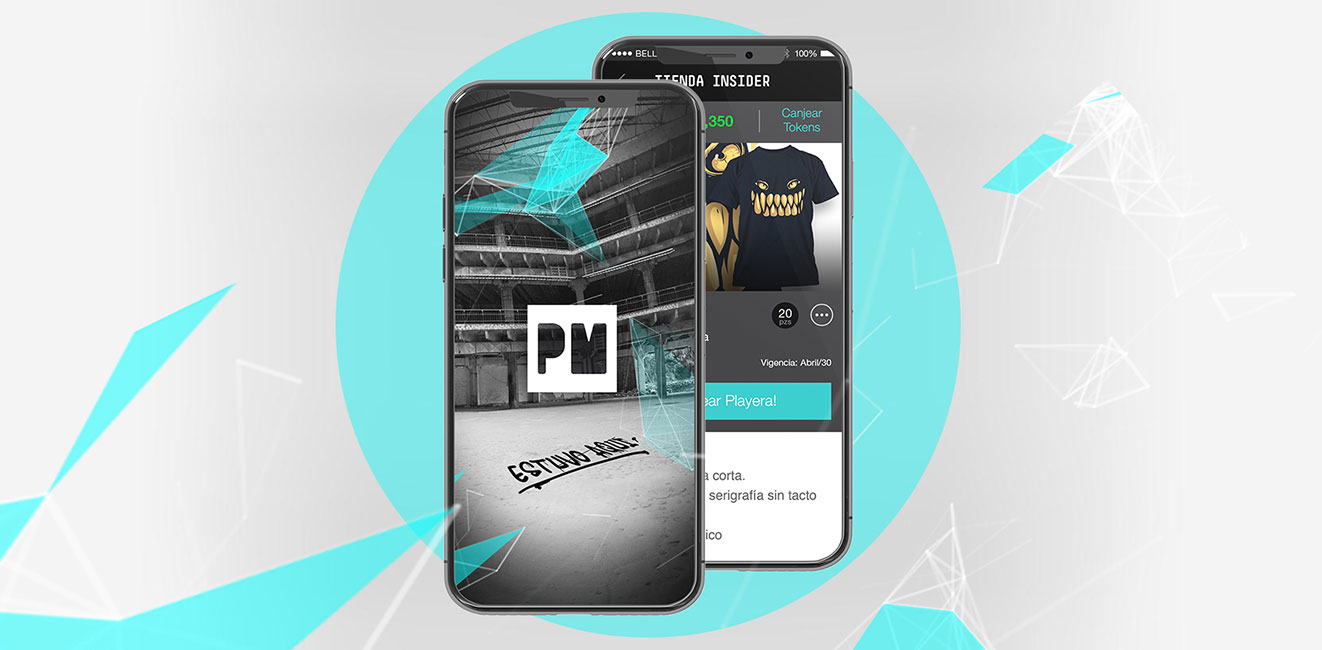 PM
ESTUVO AQUÍ
BELL
100%
TIENDA INSIDER
,350
Canjear
Tokens
20
pzs
Vigencia: Abril/30
ear Playera!
a corta.
serigrafía sin tacto
ico